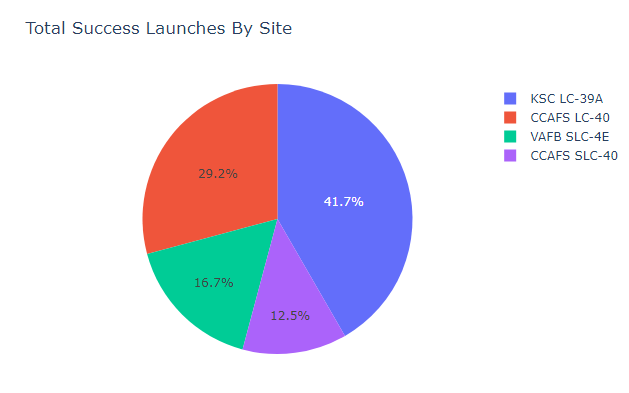 Total Success Launches By Site
KSC LC-39A
CCAFS LC-40
VAFB SLC-4E
CCAFS SLC-40
29.2%
41.7%
16.7%
12.5%